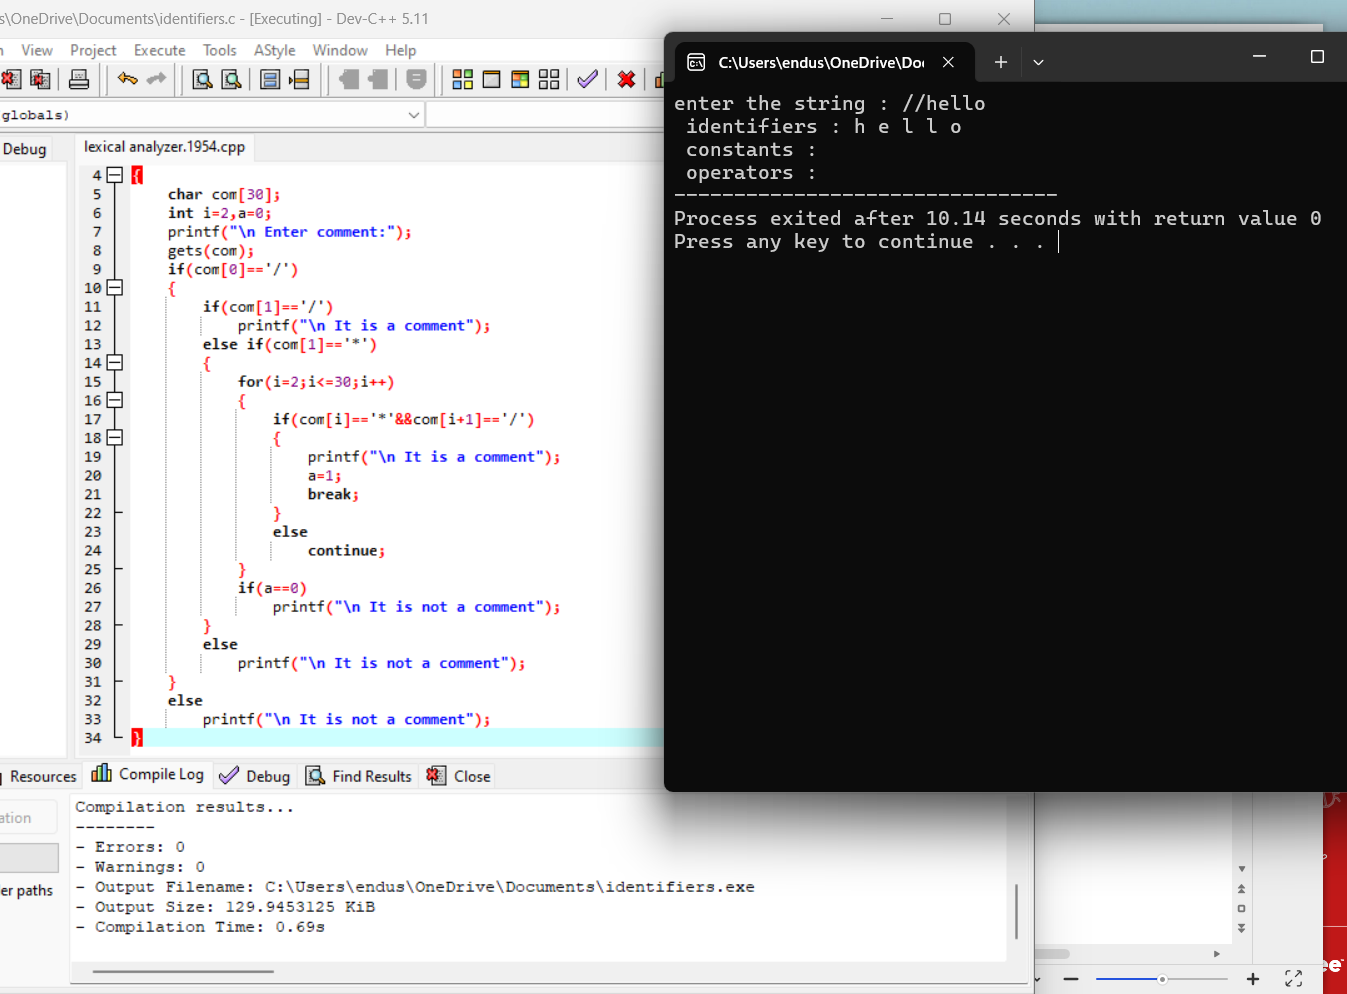 s\OneDrive\Documents\identifiers.c - [Executing] - Dev-C++ 5.11
View Project Execute Tools AStyle Window Help
globals)
Debug
lexical analyzer.1954.cpp
4 {
5 char com[30];
6 int i=2,a=0;
7 printf("\n Enter comment:");
8 gets(com);
9 if(com[0]=='/')
10 {
11 if(com[1]=='/')
12 printf("\n It is a comment");
13 else if(com[1]=='*')
14 {
15 for(i=2;i<=30;i++)
16 {
17 if(com[i]=='*'&&com[i+1]=='/')
18 {
19 printf("\n It is a comment");
20 a=1;
21 break;
22 }
23 else
24 continue;
25 }
26 if(a==0)
27 printf("\n It is not a comment");
28 }
29 else
30 printf("\n It is not a comment");
31 }
32 else
33 printf("\n It is not a comment");
34 }
C:\Users\endus\OneDrive\Do
enter the string : //hello
identifiers : h e l l o
constants :
operators :
--------------------------------
Process exited after 10.14 seconds with return value 0
Press any key to continue . . .
Resources Compile Log Debug Find Results Close
ation
er paths
Compilation results...
--------
- Errors: 0
- Warnings: 0
- Output Filename: C:\Users\endus\OneDrive\Documents\identifiers.exe
- Output Size: 129.9453125 KiB
- Compilation Time: 0.69s
ee